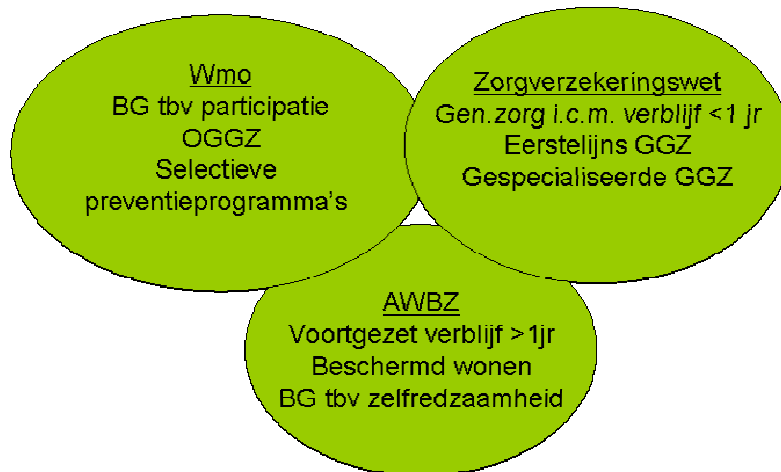 Wmo
BG tbv participatie
OGGZ
Selectieve
preventieprogramma's
Zorgverzekeringswet
Gen.zorg i.c.m. verblijf <1 jr
Eerstelijns GGZ
Gespecialiseerde GGZ
AWBZ
Voortgezet verblijf >1jr
Beschermd wonen
BG tbv zelfredzaamheid